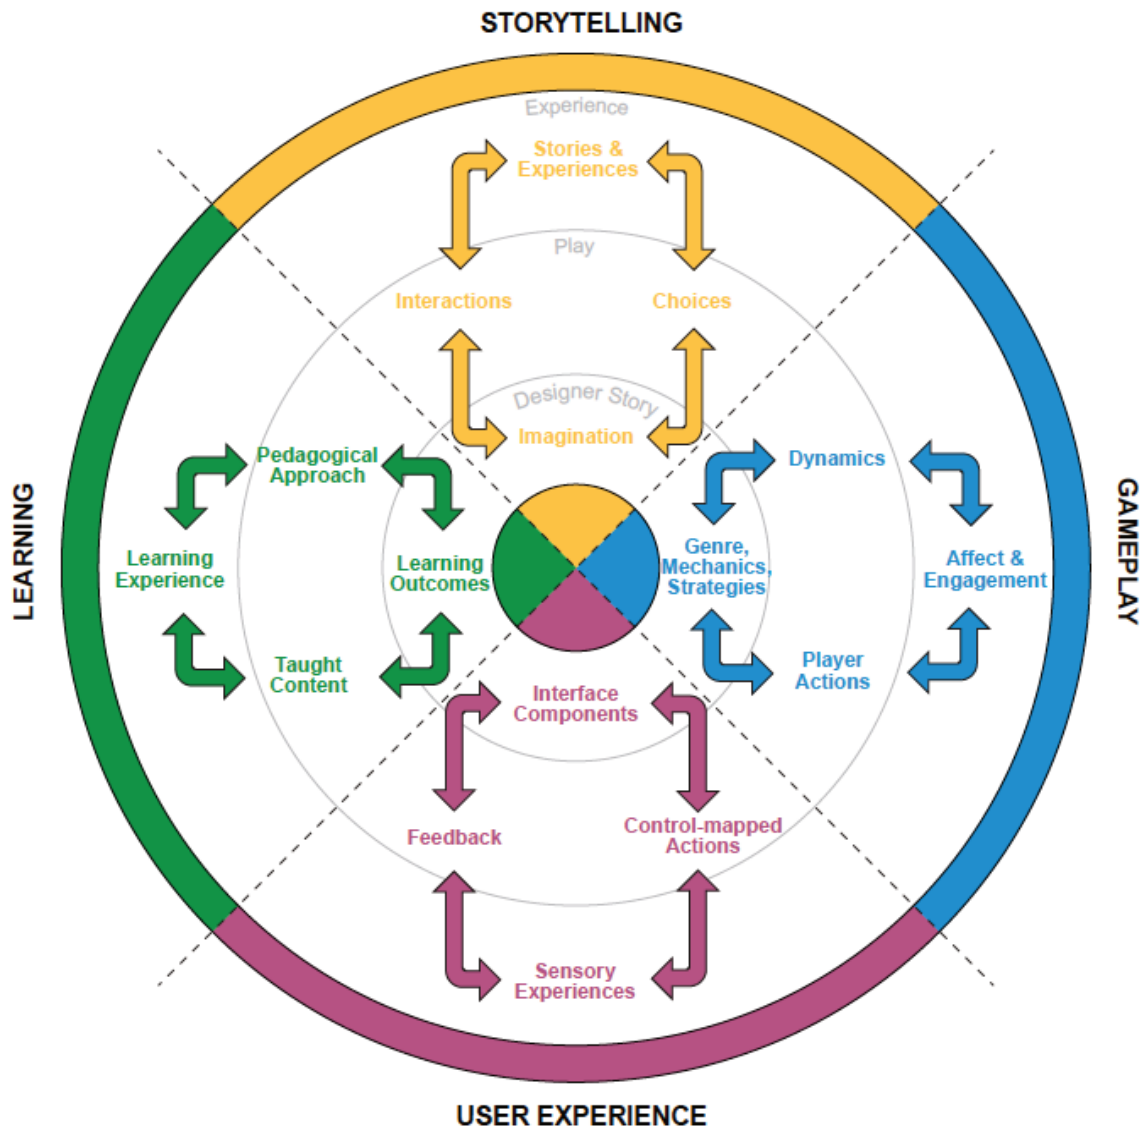 STORYTELLING
Experience
Stories &
Experiences
Play
Interactions
Choices
Designer Story
Imagination
Pedagogical
Approach
Dynamics
LEARNING
Learning
Experience
Learning
Outcomes
Genre,
Mechanics,
Strategies
Affect &
Engagement
GAMEPLAY
Taught
Content
Player
Actions
Interface
Components
Feedback
Control-mapped
Actions
Sensory
Experiences
USER EXPERIENCE